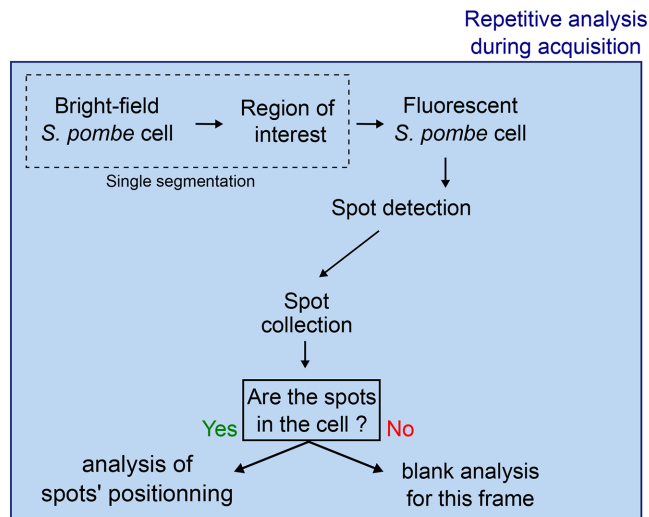 Repetitive analysis
during acquisition
Bright-field
S. pombe cell
Region of
interest
Fluorescent
S. pombe cell
Single segmentation
Spot detection
Spot
collection
Are the spots
in the cell ?
Yes
No
analysis of
spots' positionning
blank analysis
for this frame